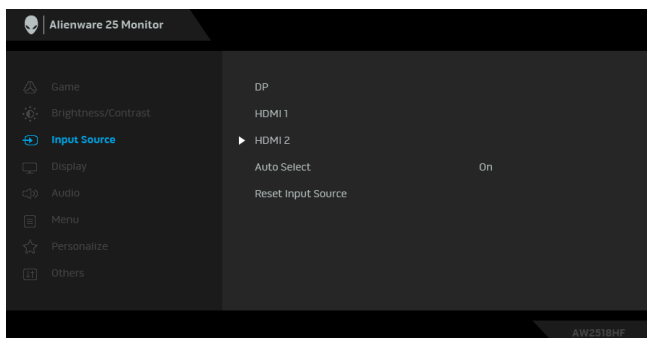 Alienware 25 Monitor
Game
Brightness/Contrast
Input Source
Display
Audio
Menu
Personalize
Others
DP
HDMI 1
HDMI 2
Auto Select On
Reset Input Source
AW2518HF